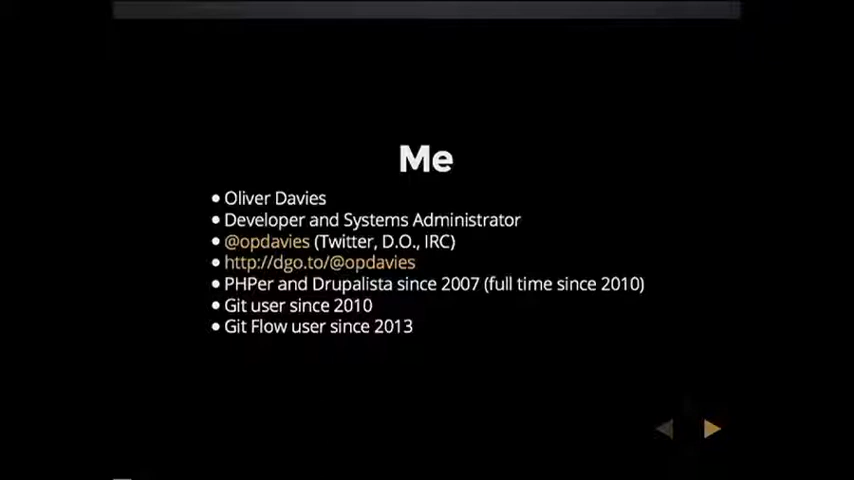 Me
• Oliver Davies
• Developer and Systems Administrator
• @opdavies (Twitter, D.O., IRC)
• http://dgo.to/@opdavies
• PHPer and Drupalista since 2007 (full time since 2010)
• Git user since 2010
• Git Flow user since 2013